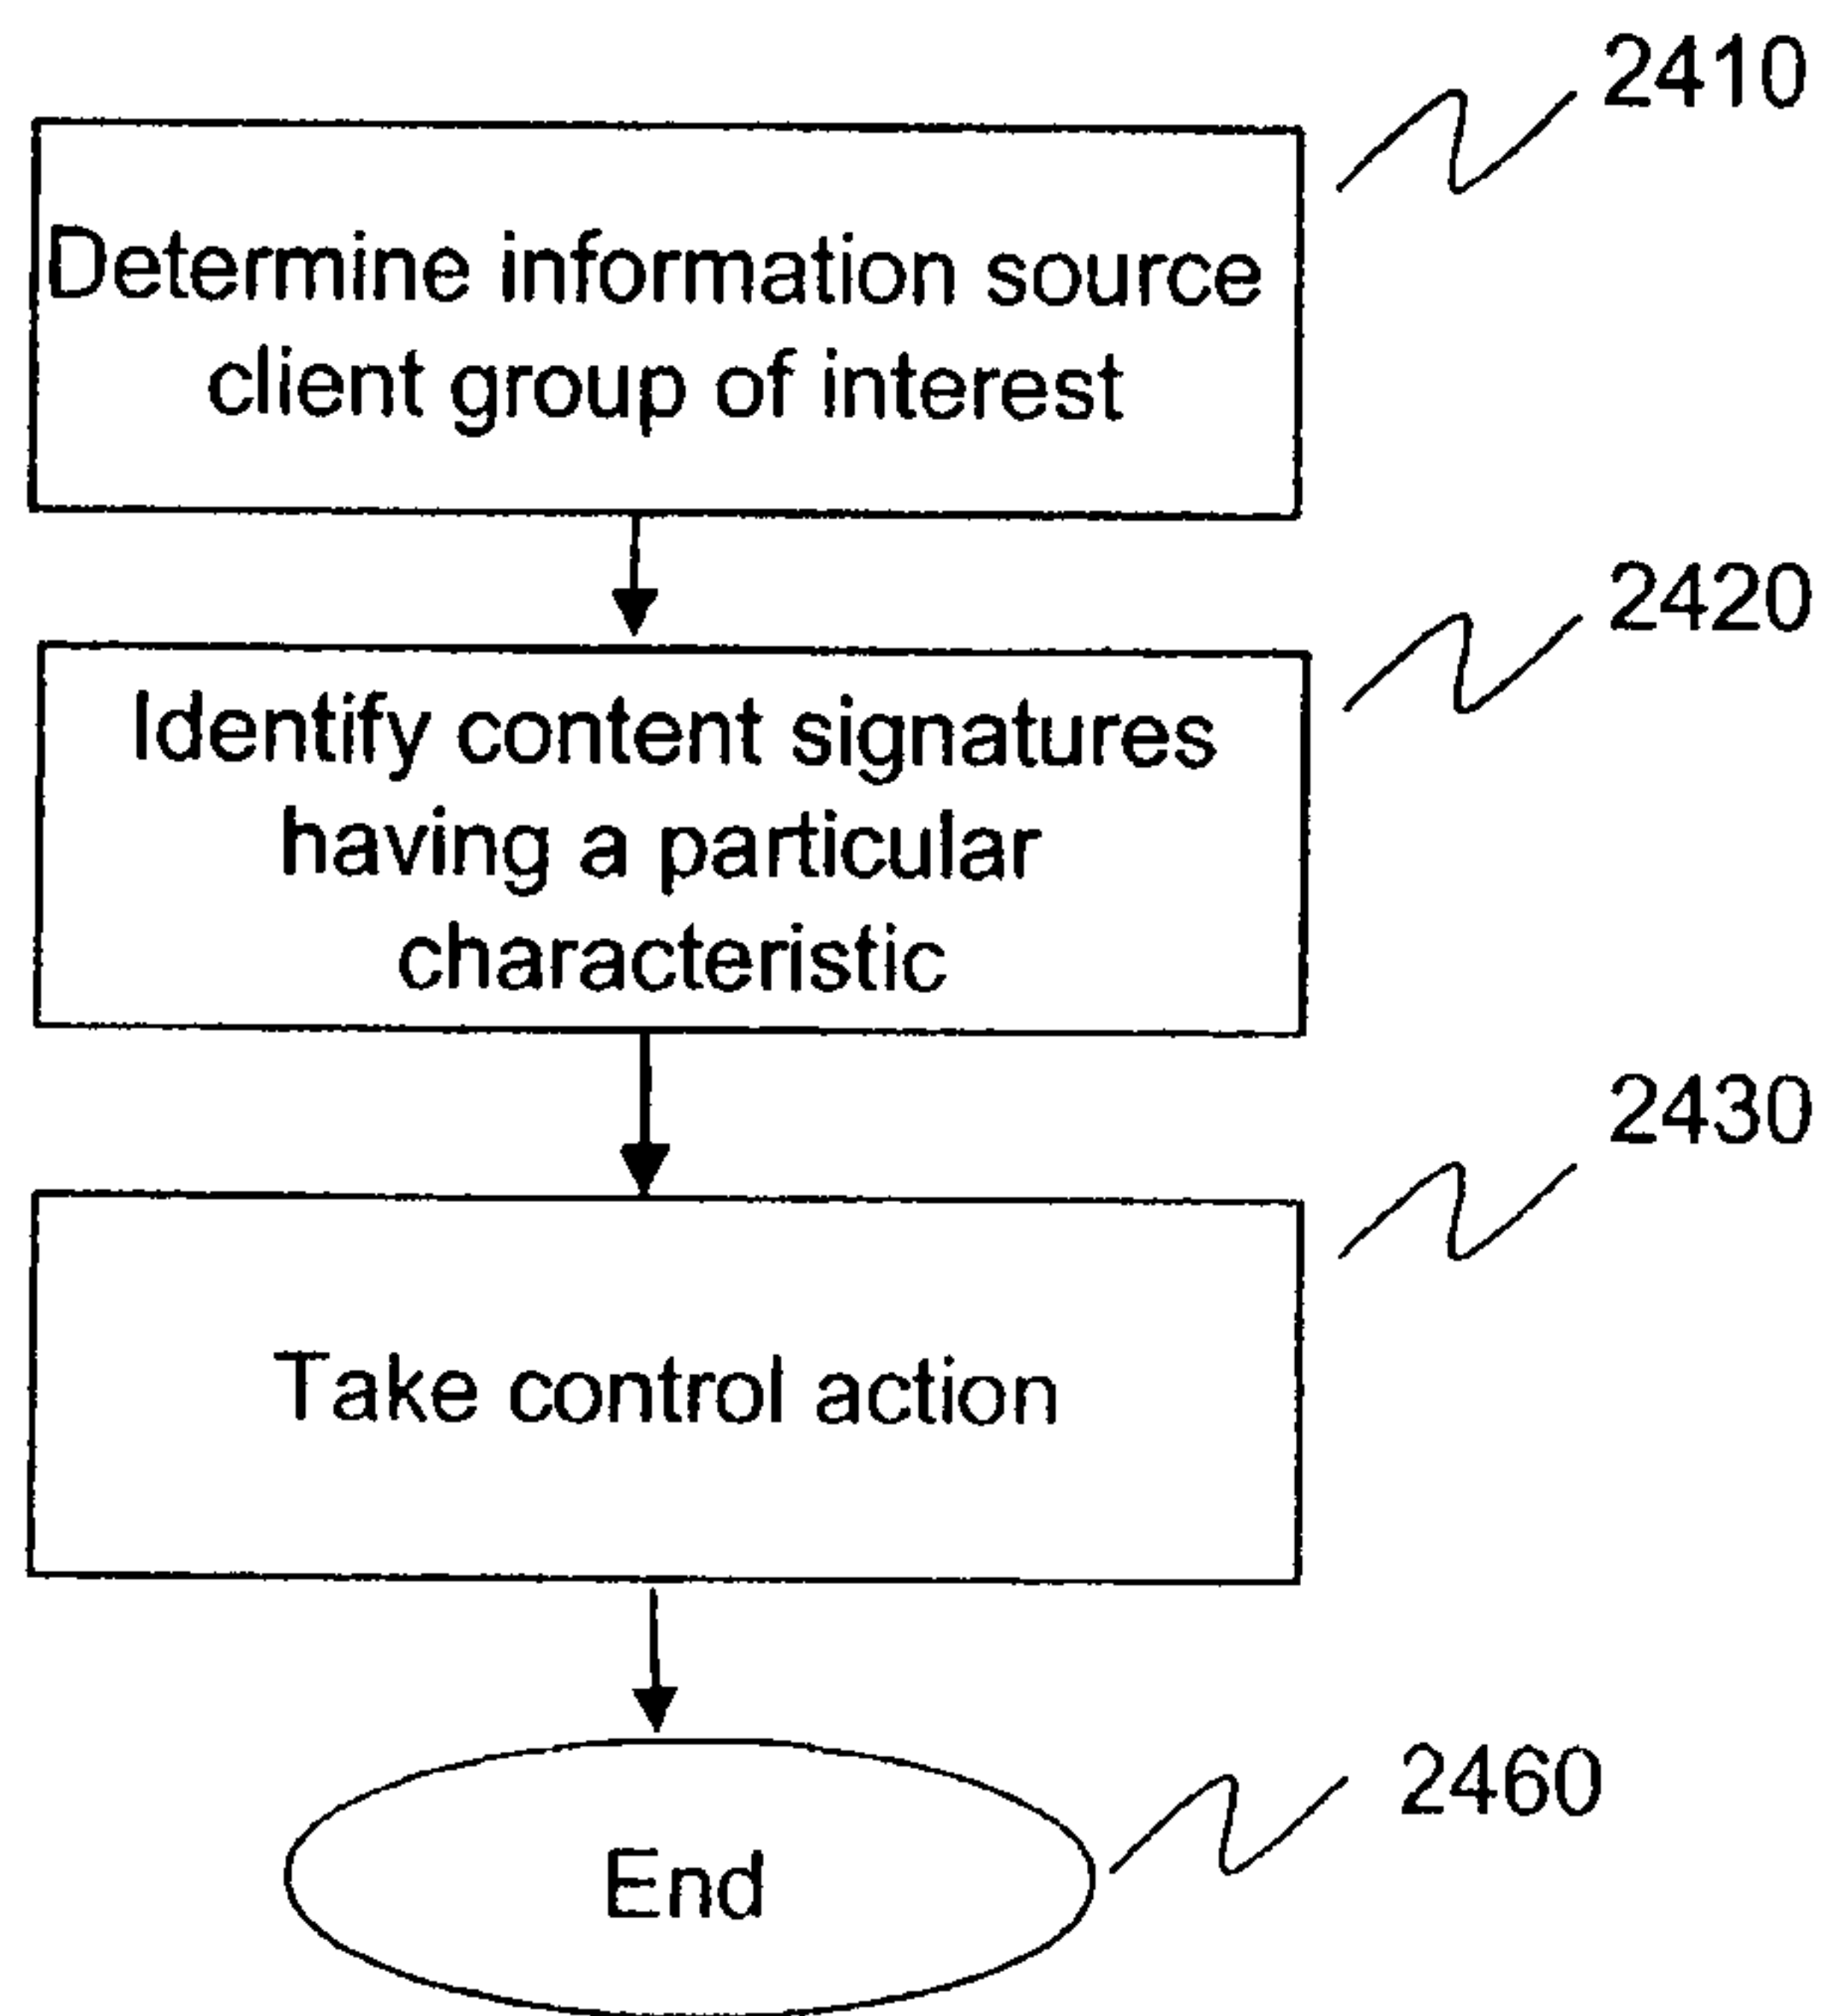 2410
Determine information source
client group of interest
2420
Identify content signatures
having a particular
characteristic
2430
Take control action
2460
End